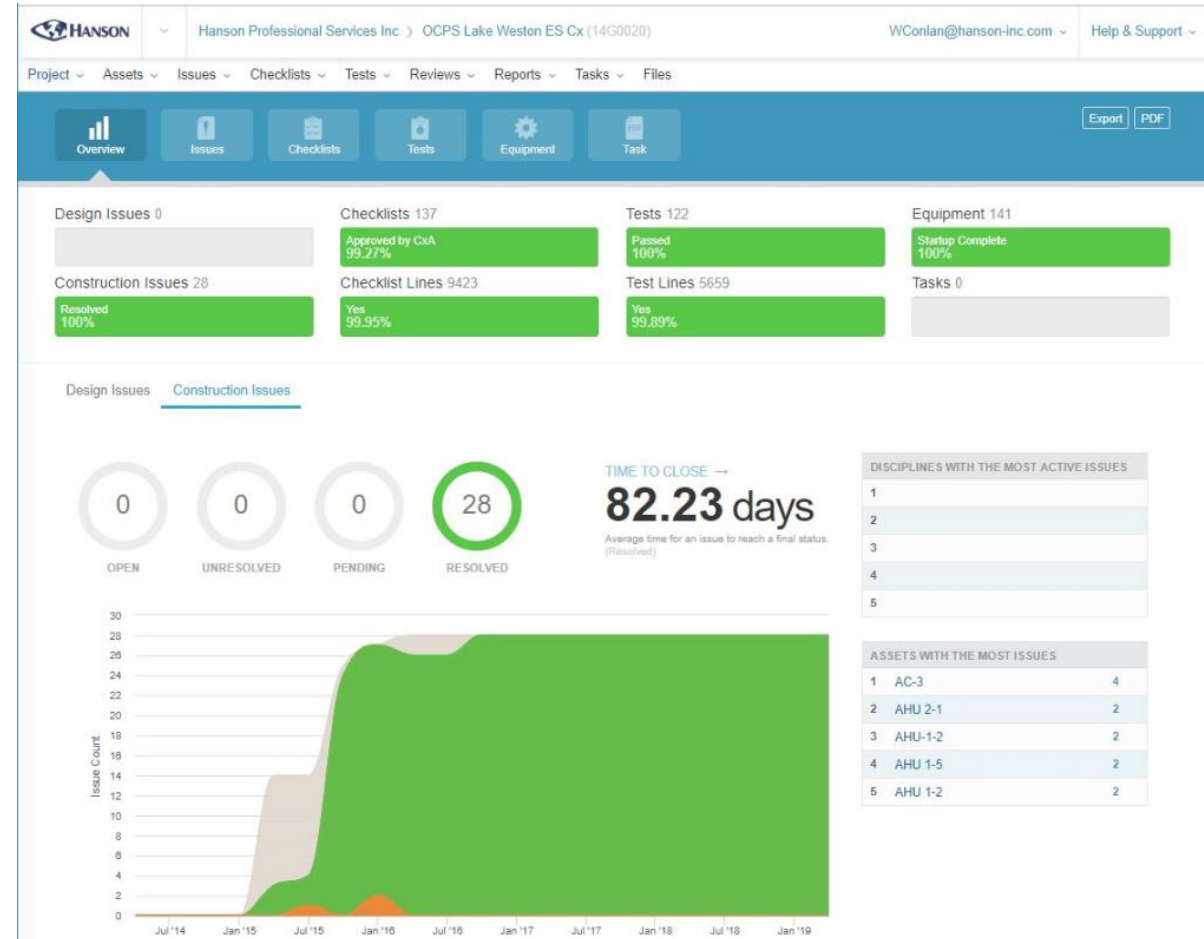 HANSON
Hanson Professional Services Inc > OCPS Lake Weston ES Cx (14G0020)
WConlan@hanson-inc.com
Help & Support
Project Assets Issues Checklists Tests Reviews Reports Tasks Files
Overview Issues Checklists Tests Equipment Task
Export PDF
Design Issues 0
Checklists 137
Approved by CxA
99.27%
Tests 122
Passed
100%
Equipment 141
Startup Complete
100%
Construction Issues 28
Resolved
100%
Checklist Lines 9423
Yes
99.95%
Test Lines 5659
Yes
99.89%
Tasks 0
Design Issues Construction Issues
0
OPEN
0
UNRESOLVED
0
PENDING
28
RESOLVED
TIME TO CLOSE →
82.23 days
Average time for an issue to reach a final status.
(Resolved)
DISCIPLINES WITH THE MOST ACTIVE ISSUES
1
2
3
4
5
ASSETS WITH THE MOST ISSUES
1 AC-3 4
2 AHU 2-1 2
3 AHU-1-2 2
4 AHU 1-5 2
5 AHU 1-2 2
Issue Count
30
28
26
24
22
20
18
16
14
12
10
8
6
4
2
0
Jul '14 Jan '15 Jul '15 Jan '16 Jul '16 Jan '17 Jul '17 Jan '18 Jul '18 Jan '19